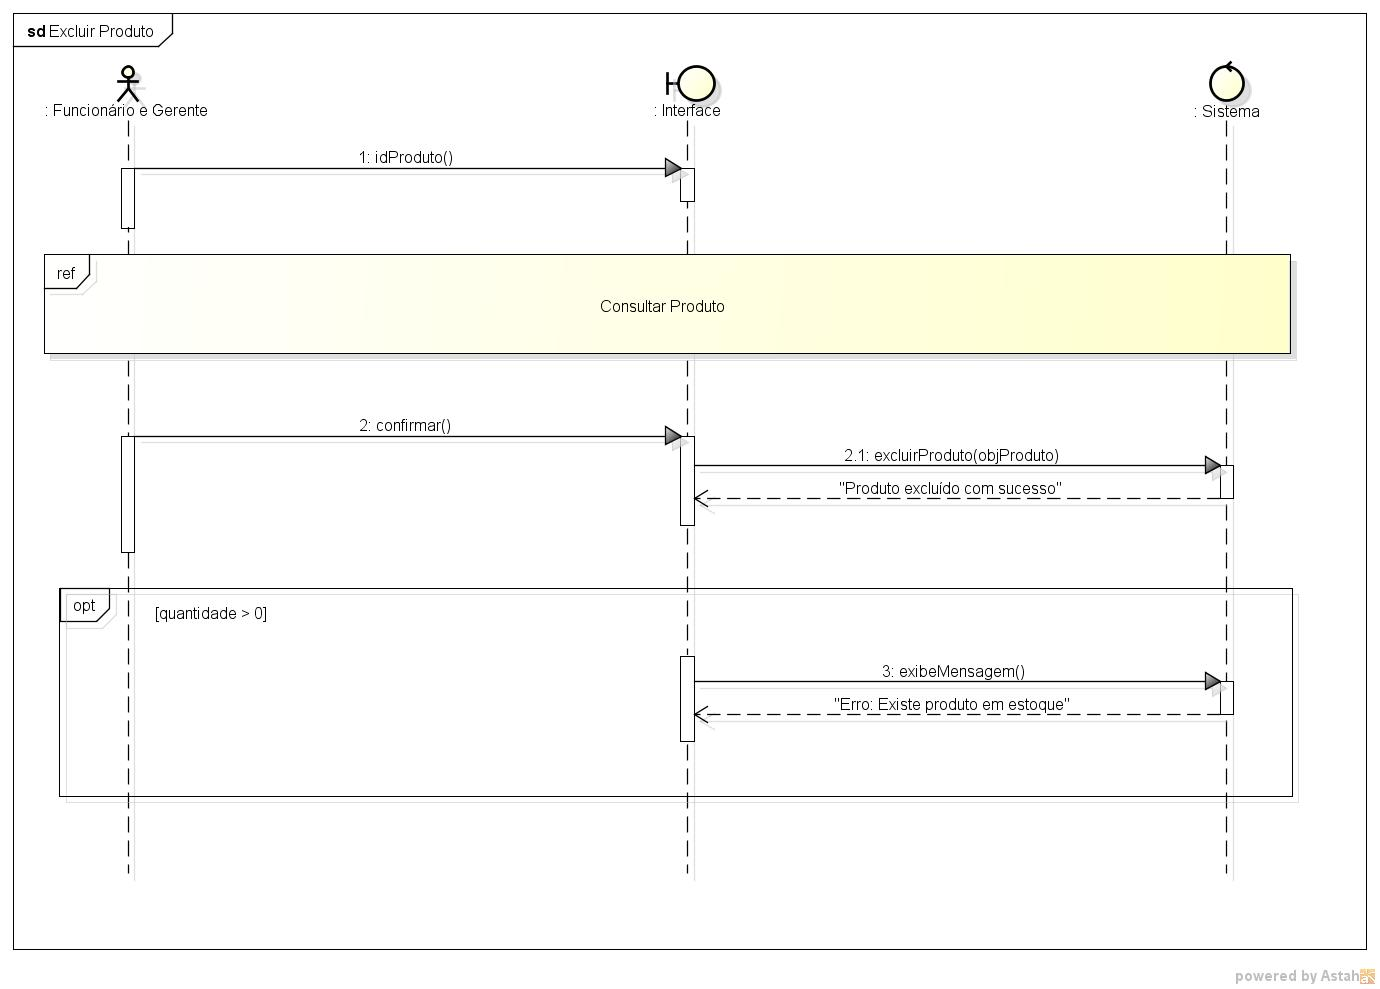 sd Excluir Produto
: Funcionário e Gerente
: Interface
: Sistema
1: idProduto()
ref
Consultar Produto
2: confirmar()
2.1: excluirProduto(objProduto)
"Produto excluído com sucesso"
opt
[quantidade > 0]
3: exibeMensagem()
"Erro: Existe produto em estoque"
powered by Astah